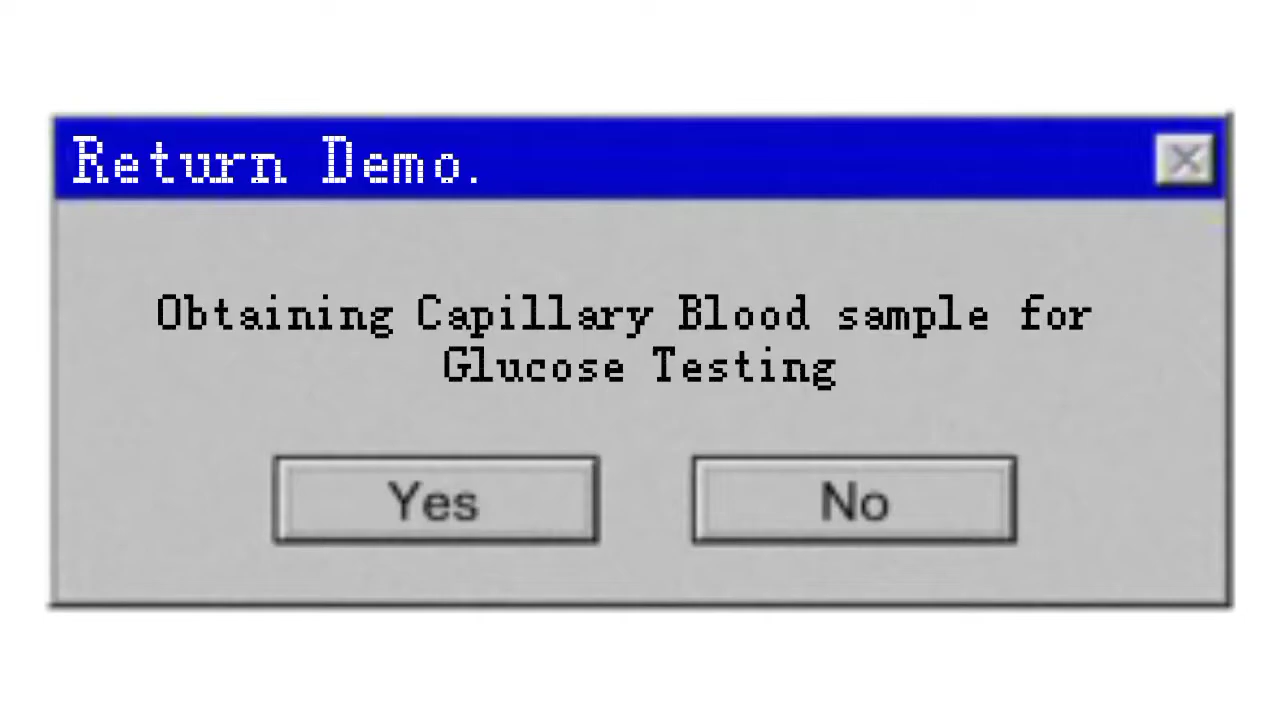 Return Demo.
Obtaining Capillary Blood sample for
Glucose Testing
Yes
No